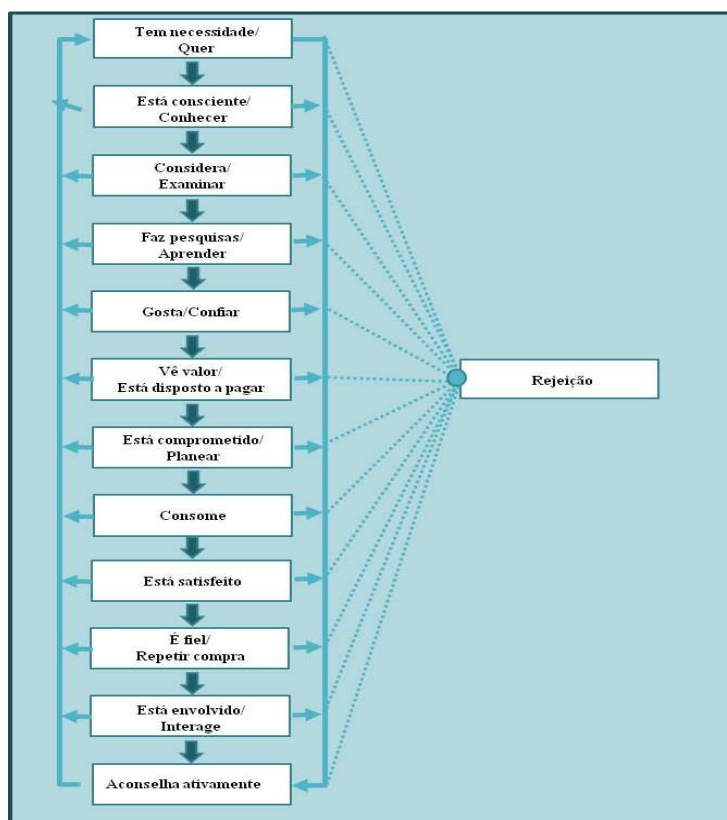 Tem necessidade/
Quer
Está consciente/
Conhecer
Considera/
Examinar
Faz pesquisas/
Aprender
Gosta/Confiar
Vê valor/
Está disposto a pagar
Rejeição
Está comprometido/
Planear
Consome
Está satisfeito
É fiel/
Repetir compra
Está envolvido/
Interage
Aconselha ativamente